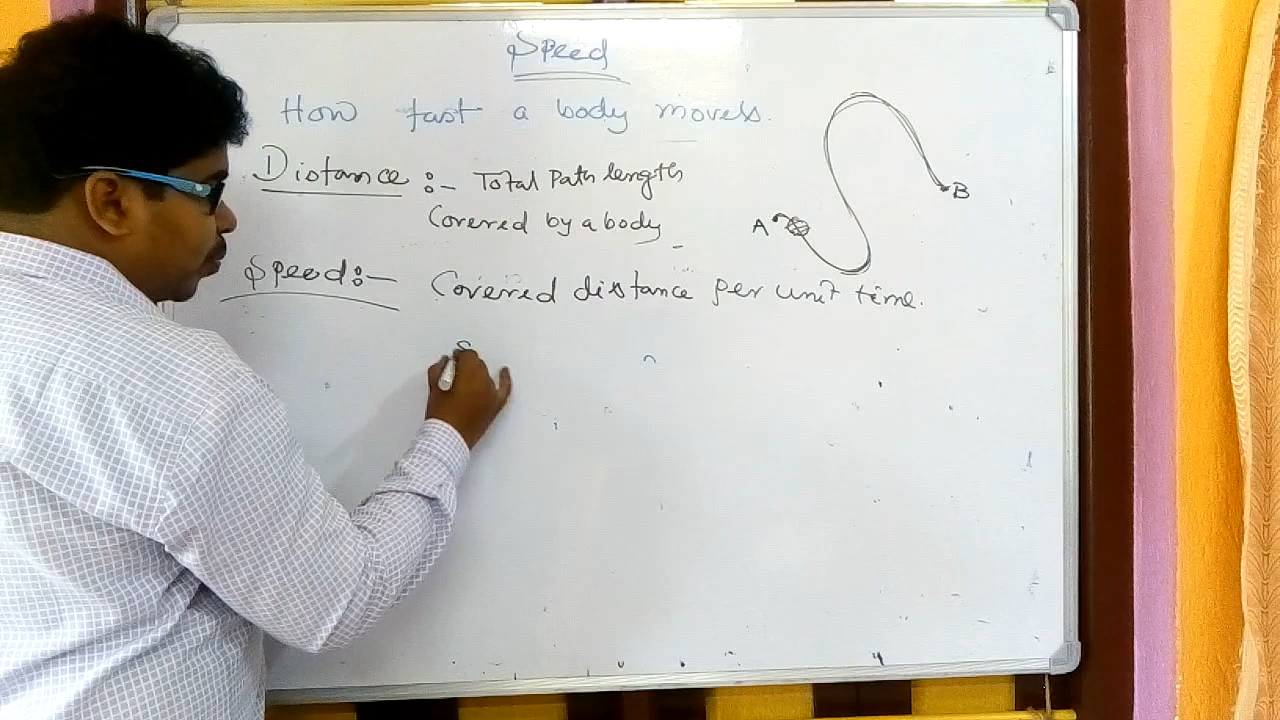 Speed
How fast a body moves.
Distance :- Total Path length
Covered by a body
A
B
Speed :- Covered distance per unit time.
S